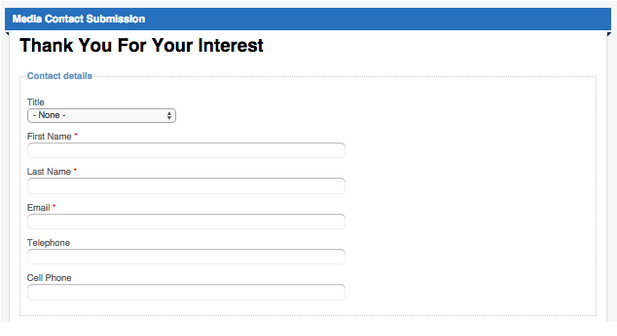 Media Contact Submission
Thank You For Your Interest
Contact details
Title
- None -
First Name *
Last Name *
Email *
Telephone
Cell Phone